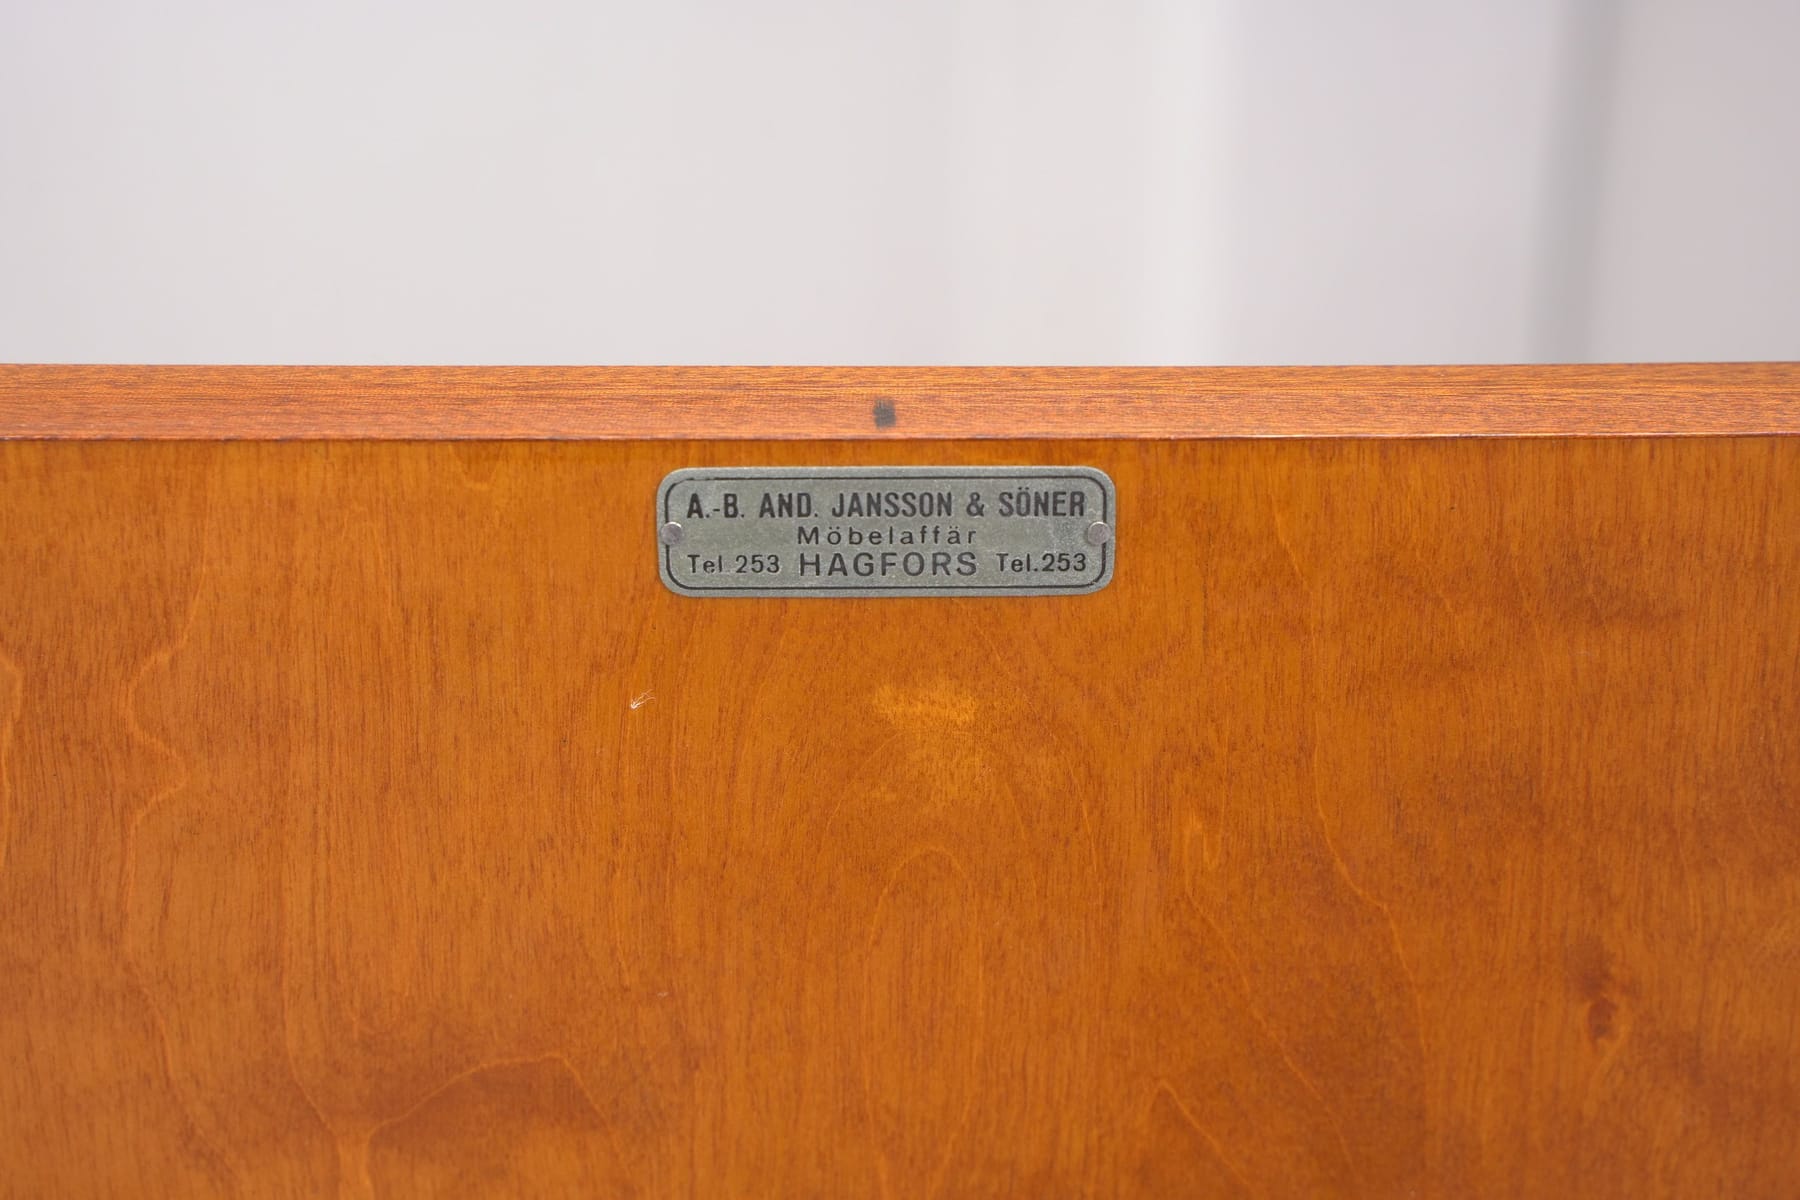 A.-B. AND. JANSSON & SÖNER
Möbelaffär
Tel. 253 HAGFORS Tel. 253